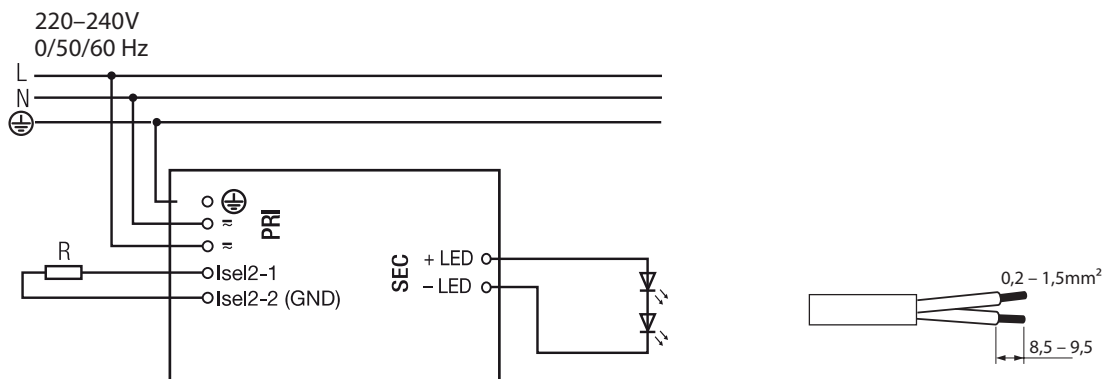 220–240V
0/50/60 Hz
L
N
PRI
≂
≂
R
Isel2-1
Isel2-2 (GND)
SEC
+ LED
– LED
0,2 – 1,5mm²
8,5 – 9,5